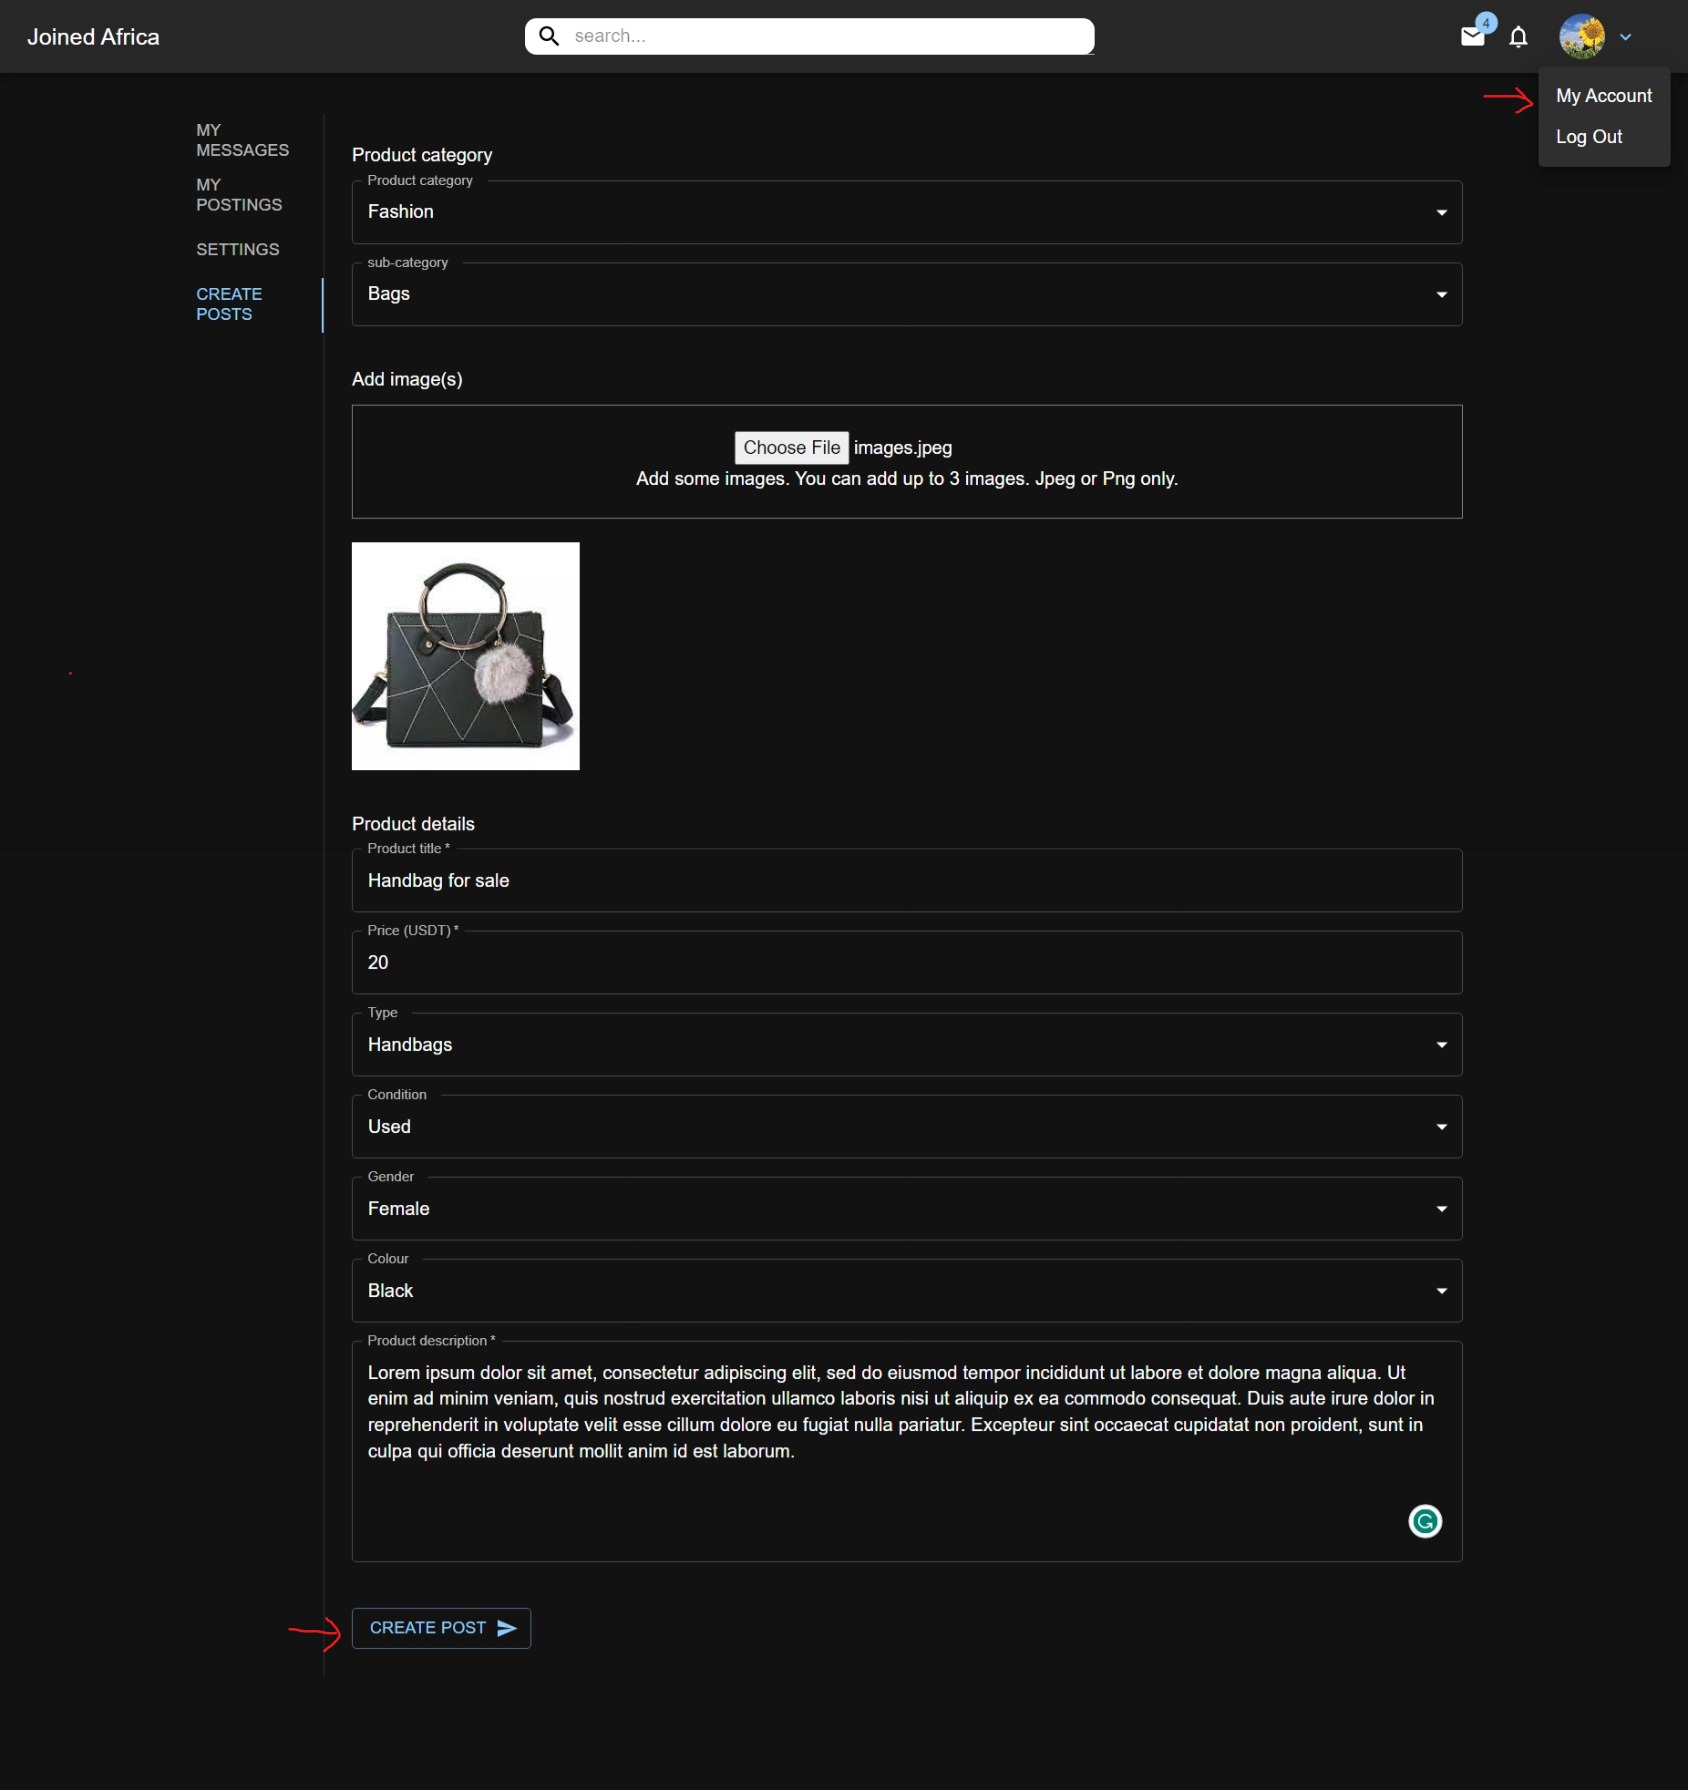 Joined Africa
search...
4
My Account
Log Out
MY
MESSAGES
MY
POSTINGS
SETTINGS
CREATE
POSTS
Product category
Product category
Fashion
sub-category
Bags
Add image(s)
Choose File images.jpeg
Add some images. You can add up to 3 images. Jpeg or Png only.
Product details
Product title *
Handbag for sale
Price (USDT) *
20
Type
Handbags
Condition
Used
Gender
Female
Colour
Black
Product description *
Lorem ipsum dolor sit amet, consectetur adipiscing elit, sed do eiusmod tempor incididunt ut labore et dolore magna aliqua. Ut
enim ad minim veniam, quis nostrud exercitation ullamco laboris nisi ut aliquip ex ea commodo consequat. Duis aute irure dolor in
reprehenderit in voluptate velit esse cillum dolore eu fugiat nulla pariatur. Excepteur sint occaecat cupidatat non proident, sunt in
culpa qui officia deserunt mollit anim id est laborum.
CREATE POST